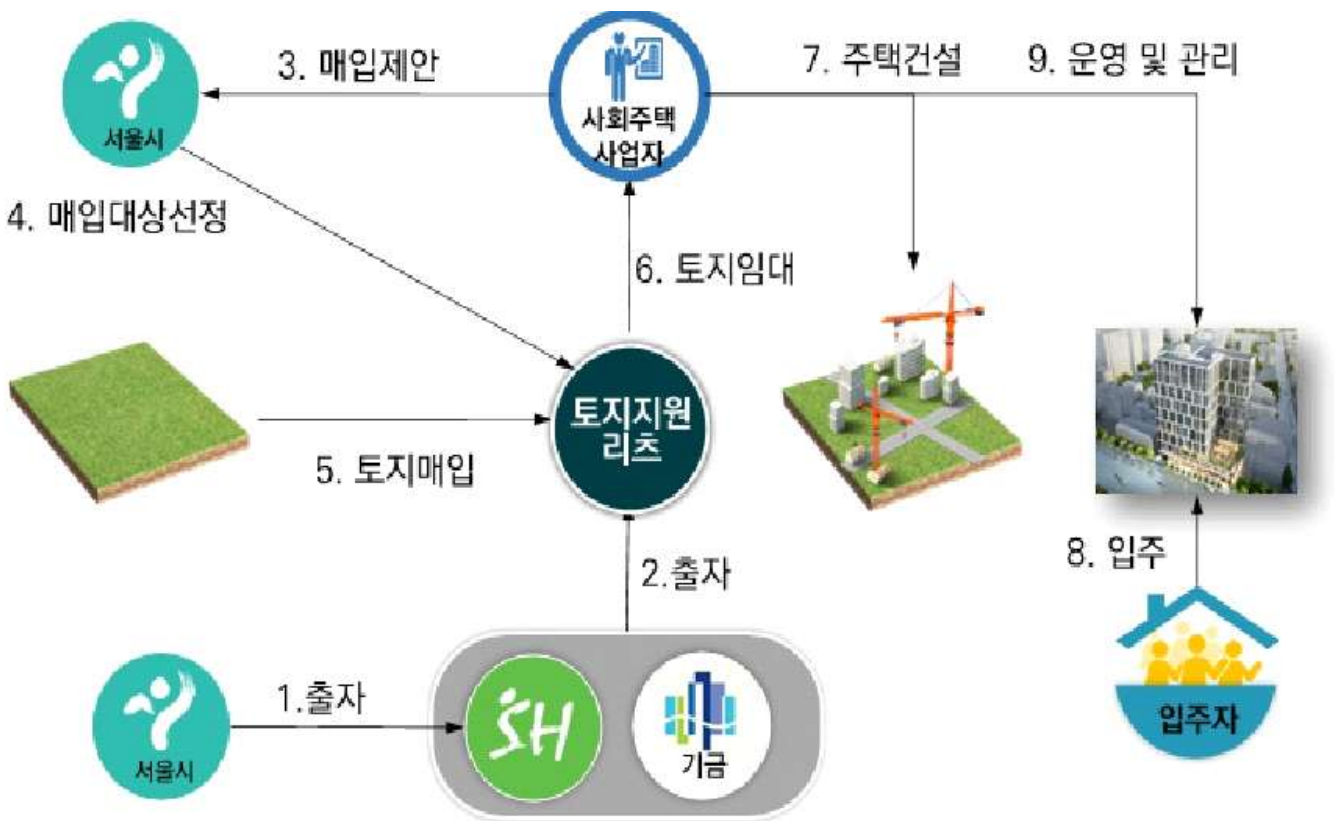 3. 매입제안
7. 주택건설
9. 운영 및 관리
서울시
사회주택
사업자
4. 매입대상선정
6. 토지임대
토지지원
리츠
5. 토지매입
8. 입주
2.출자
1.출자
서울시
SH
기금
입주자